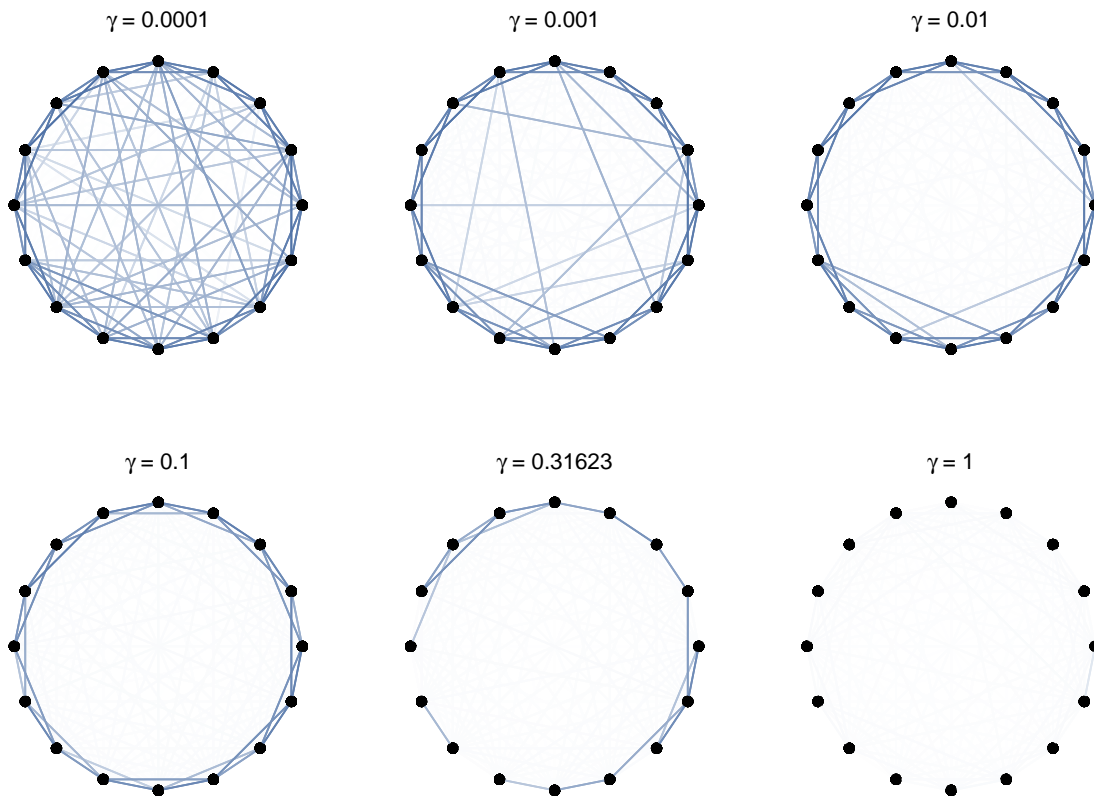 γ = 0.0001
γ = 0.001
γ = 0.01
γ = 0.1
γ = 0.31623
γ = 1